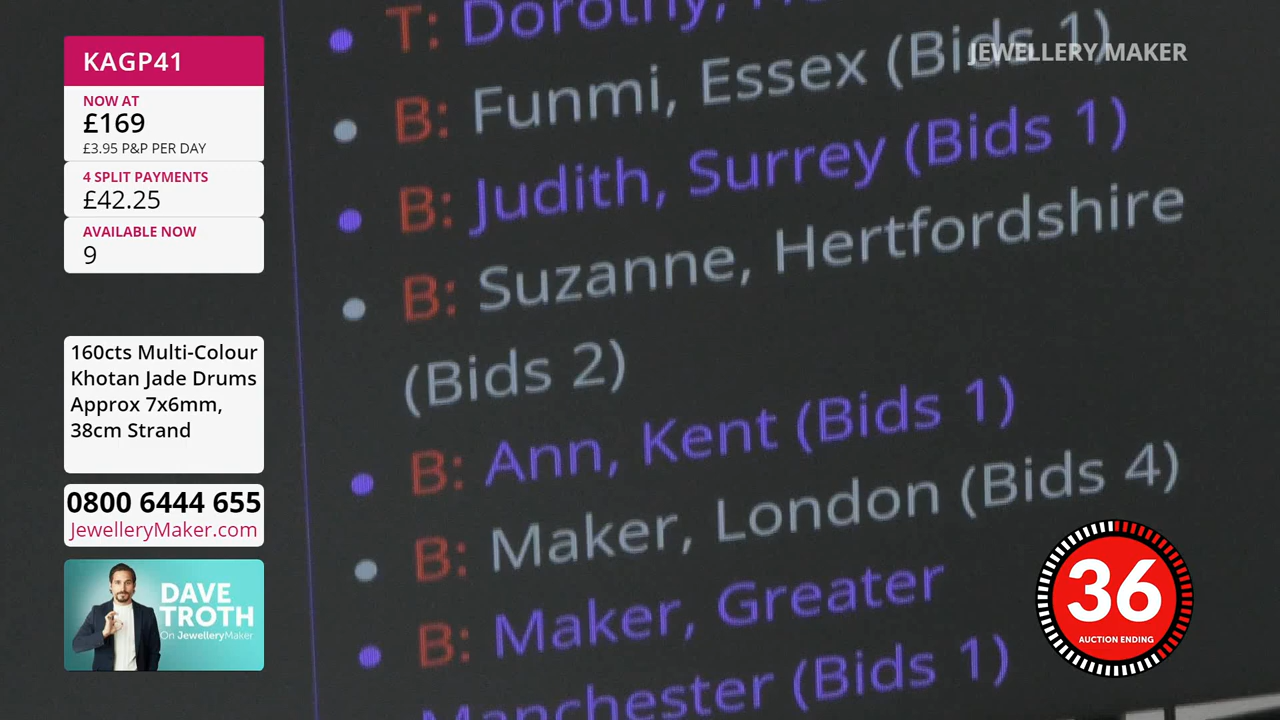 KAGP41
NOW AT
£169
£3.95 P&P PER DAY
4 SPLIT PAYMENTS
£42.25
AVAILABLE NOW
9
160cts Multi-Colour
Khotan Jade Drums
Approx 7x6mm,
38cm Strand
0800 6444 655
JewelleryMaker.com
DAVE
TROTH
On JewelleryMaker
JEWELLERY MAKER
T: Dorothy,
B: Funmi, Essex (Bids 1)
B: Judith, Surrey (Bids 1)
B: Suzanne, Hertfordshire
(Bids 2)
B: Ann, Kent (Bids 1)
B: Maker, London (Bids 4)
B: Maker, Greater
Manchester (Bids 1)
36
AUCTION ENDING